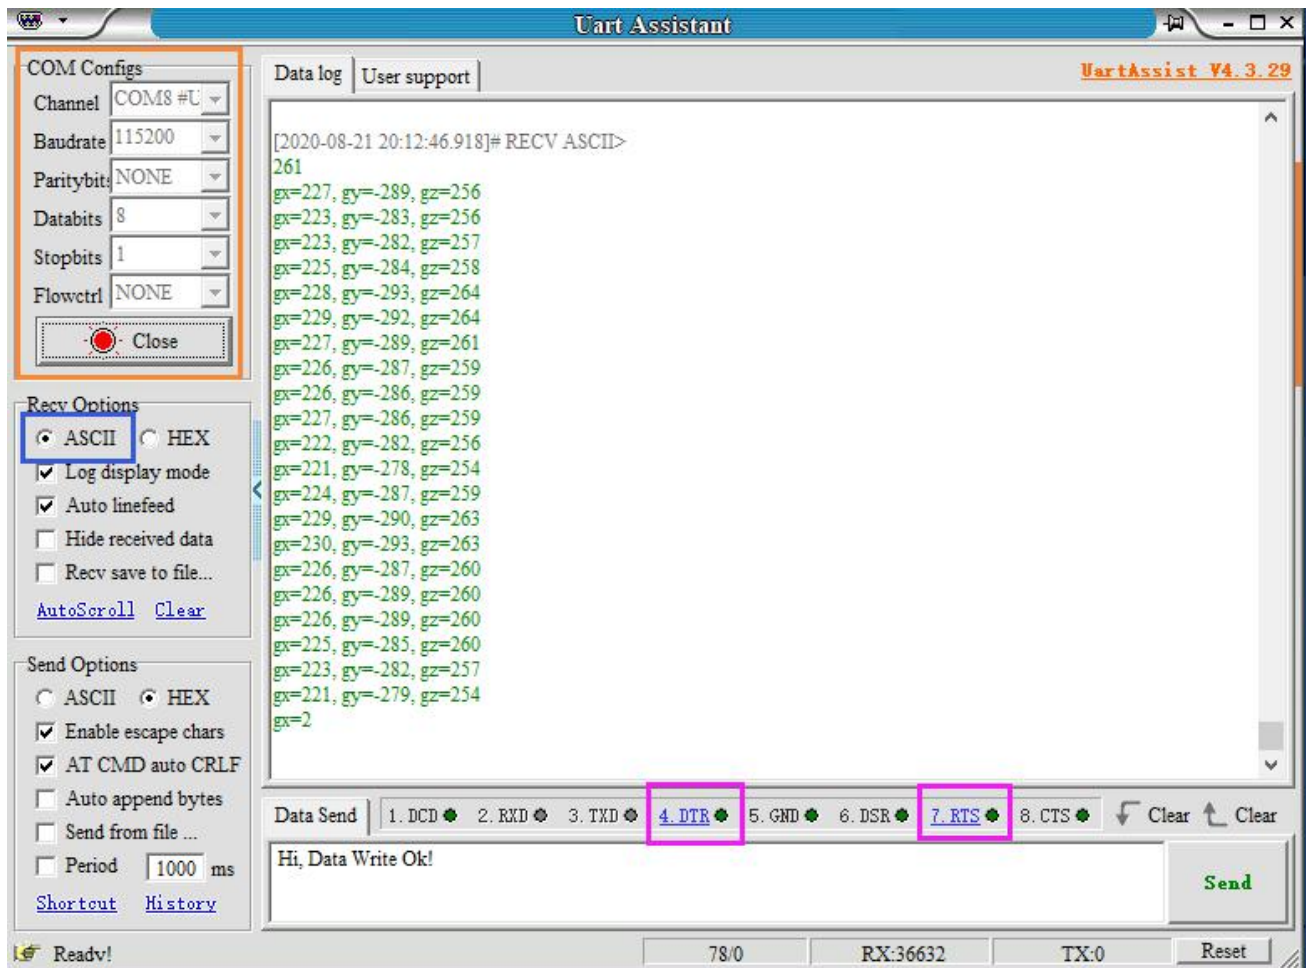 Uart Assistant
COM Configs
Channel COM8 #U
Baudrate 115200
Paritybit: NONE
Databits 8
Stopbits 1
Flowctrl NONE
Close
Recv Options
ASCII HEX
Log display mode
Auto linefeed
Hide received data
Recv save to file...
AutoScroll Clear
Send Options
ASCII HEX
Enable escape chars
AT CMD auto CRLF
Auto append bytes
Send from file ...
Period 1000 ms
Shortcut History
Data log User support UartAssist V4.3.29
[2020-08-21 20:12:46.918]# RECV ASCII>
261
gx=227, gy=-289, gz=256
gx=223, gy=-283, gz=256
gx=223, gy=-282, gz=257
gx=225, gy=-284, gz=258
gx=228, gy=-293, gz=264
gx=229, gy=-292, gz=264
gx=227, gy=-289, gz=261
gx=226, gy=-287, gz=259
gx=226, gy=-286, gz=259
gx=227, gy=-286, gz=259
gx=222, gy=-282, gz=256
gx=221, gy=-278, gz=254
gx=224, gy=-287, gz=259
gx=229, gy=-290, gz=263
gx=230, gy=-293, gz=263
gx=226, gy=-287, gz=260
gx=226, gy=-289, gz=260
gx=226, gy=-289, gz=260
gx=225, gy=-285, gz=260
gx=223, gy=-282, gz=257
gx=221, gy=-279, gz=254
gx=2
Data Send 1. DCD 2. RXD 3. TXD 4. DTR 5. GND 6. DSR 7. RTS 8. CTS Clear Clear
Hi, Data Write Ok!
Send
Ready! 78/0 RX:36632 TX:0 Reset